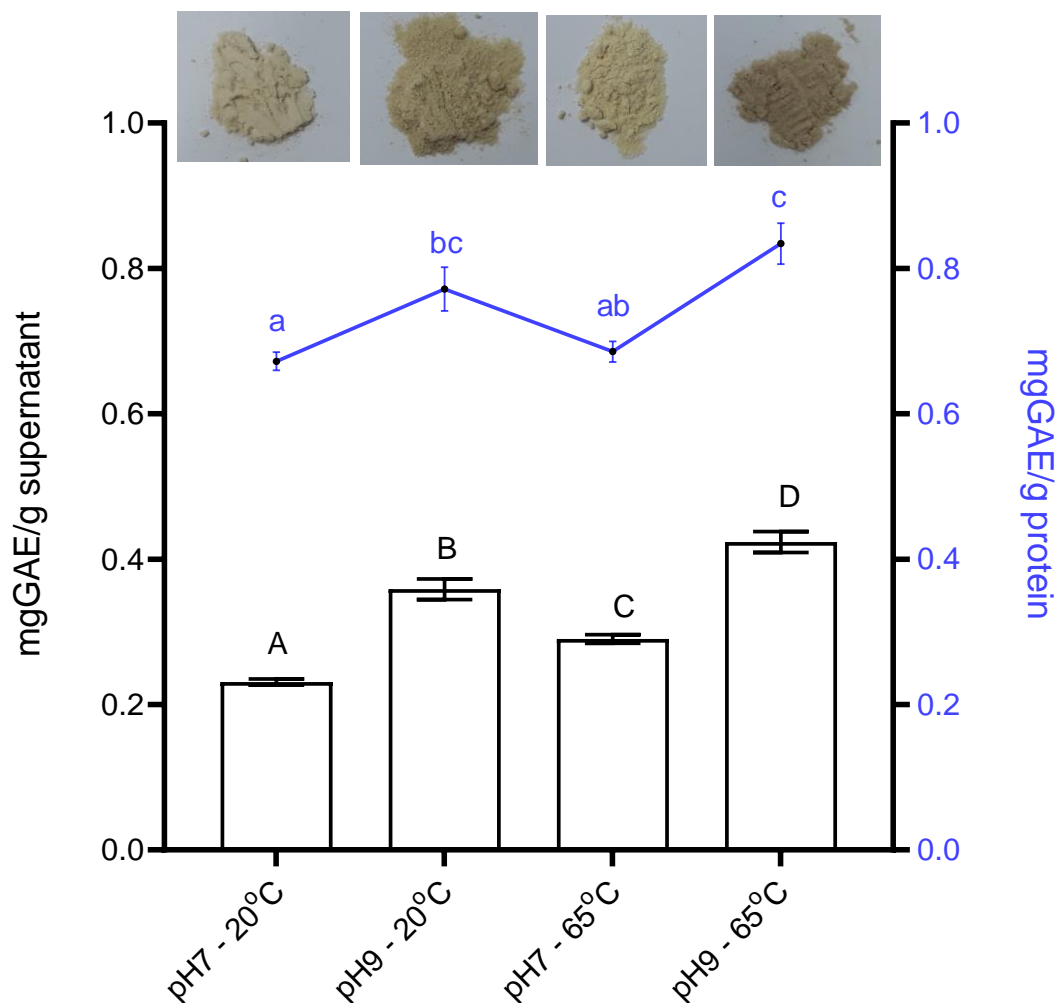 1.0
0.8
0.6
0.4
0.2
0.0
mgGAE/g supernatant
1.0
0.8
0.6
0.4
0.2
0.0
mgGAE/g protein
a
bc
ab
c
A
B
C
D
pH7 - 20°C
pH9 - 20°C
pH7 - 65°C
pH9 - 65°C